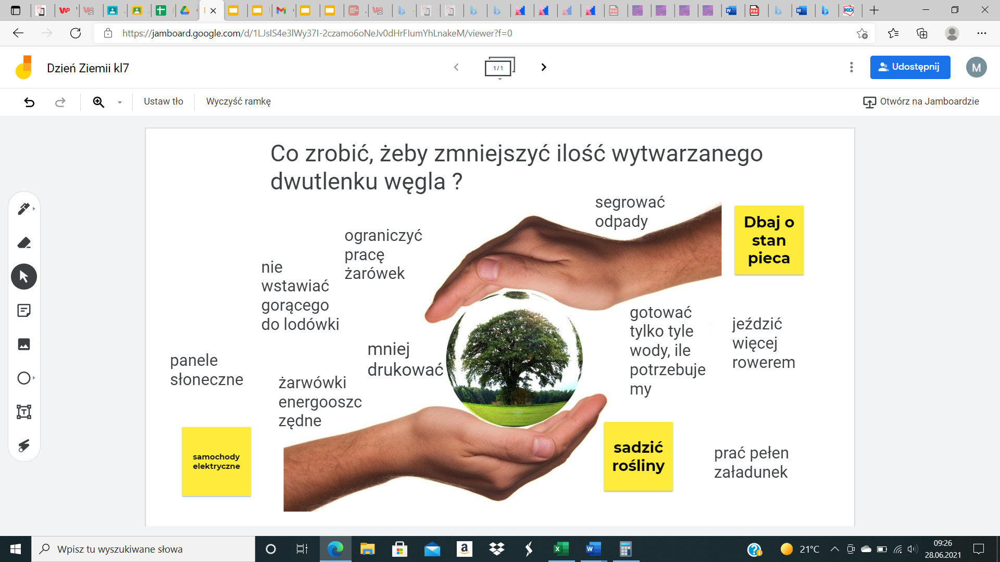 https://jamboard.google.com/d/1LJsIS4e3lWy37I-2czamo6oNeJv0dHrFIumYhLnakeM/viewer?f=0
Dzień Ziemii kl7
1 / 1
Udostępnij
M
Ustaw tło
Wyczyść ramkę
Otwórz na Jamboardzie
Co zrobić, żeby zmniejszyć ilość wytwarzanego
dwutlenku węgla ?
segrować
odpady
Dbaj o
stan
pieca
ograniczyć
pracę
żarówek
nie
wstawiać
gorącego
do lodówki
gotować
tylko tyle
wody, ile
potrzebuje
my
jeździć
więcej
rowerem
mniej
drukować
panele
słoneczne
żarwówki
energooszc
zędne
samochody
elektryczne
sadzić
rośliny
prać pełen
załadunek
Wpisz tu wyszukiwane słowa
21°C
09:26
28.06.2021